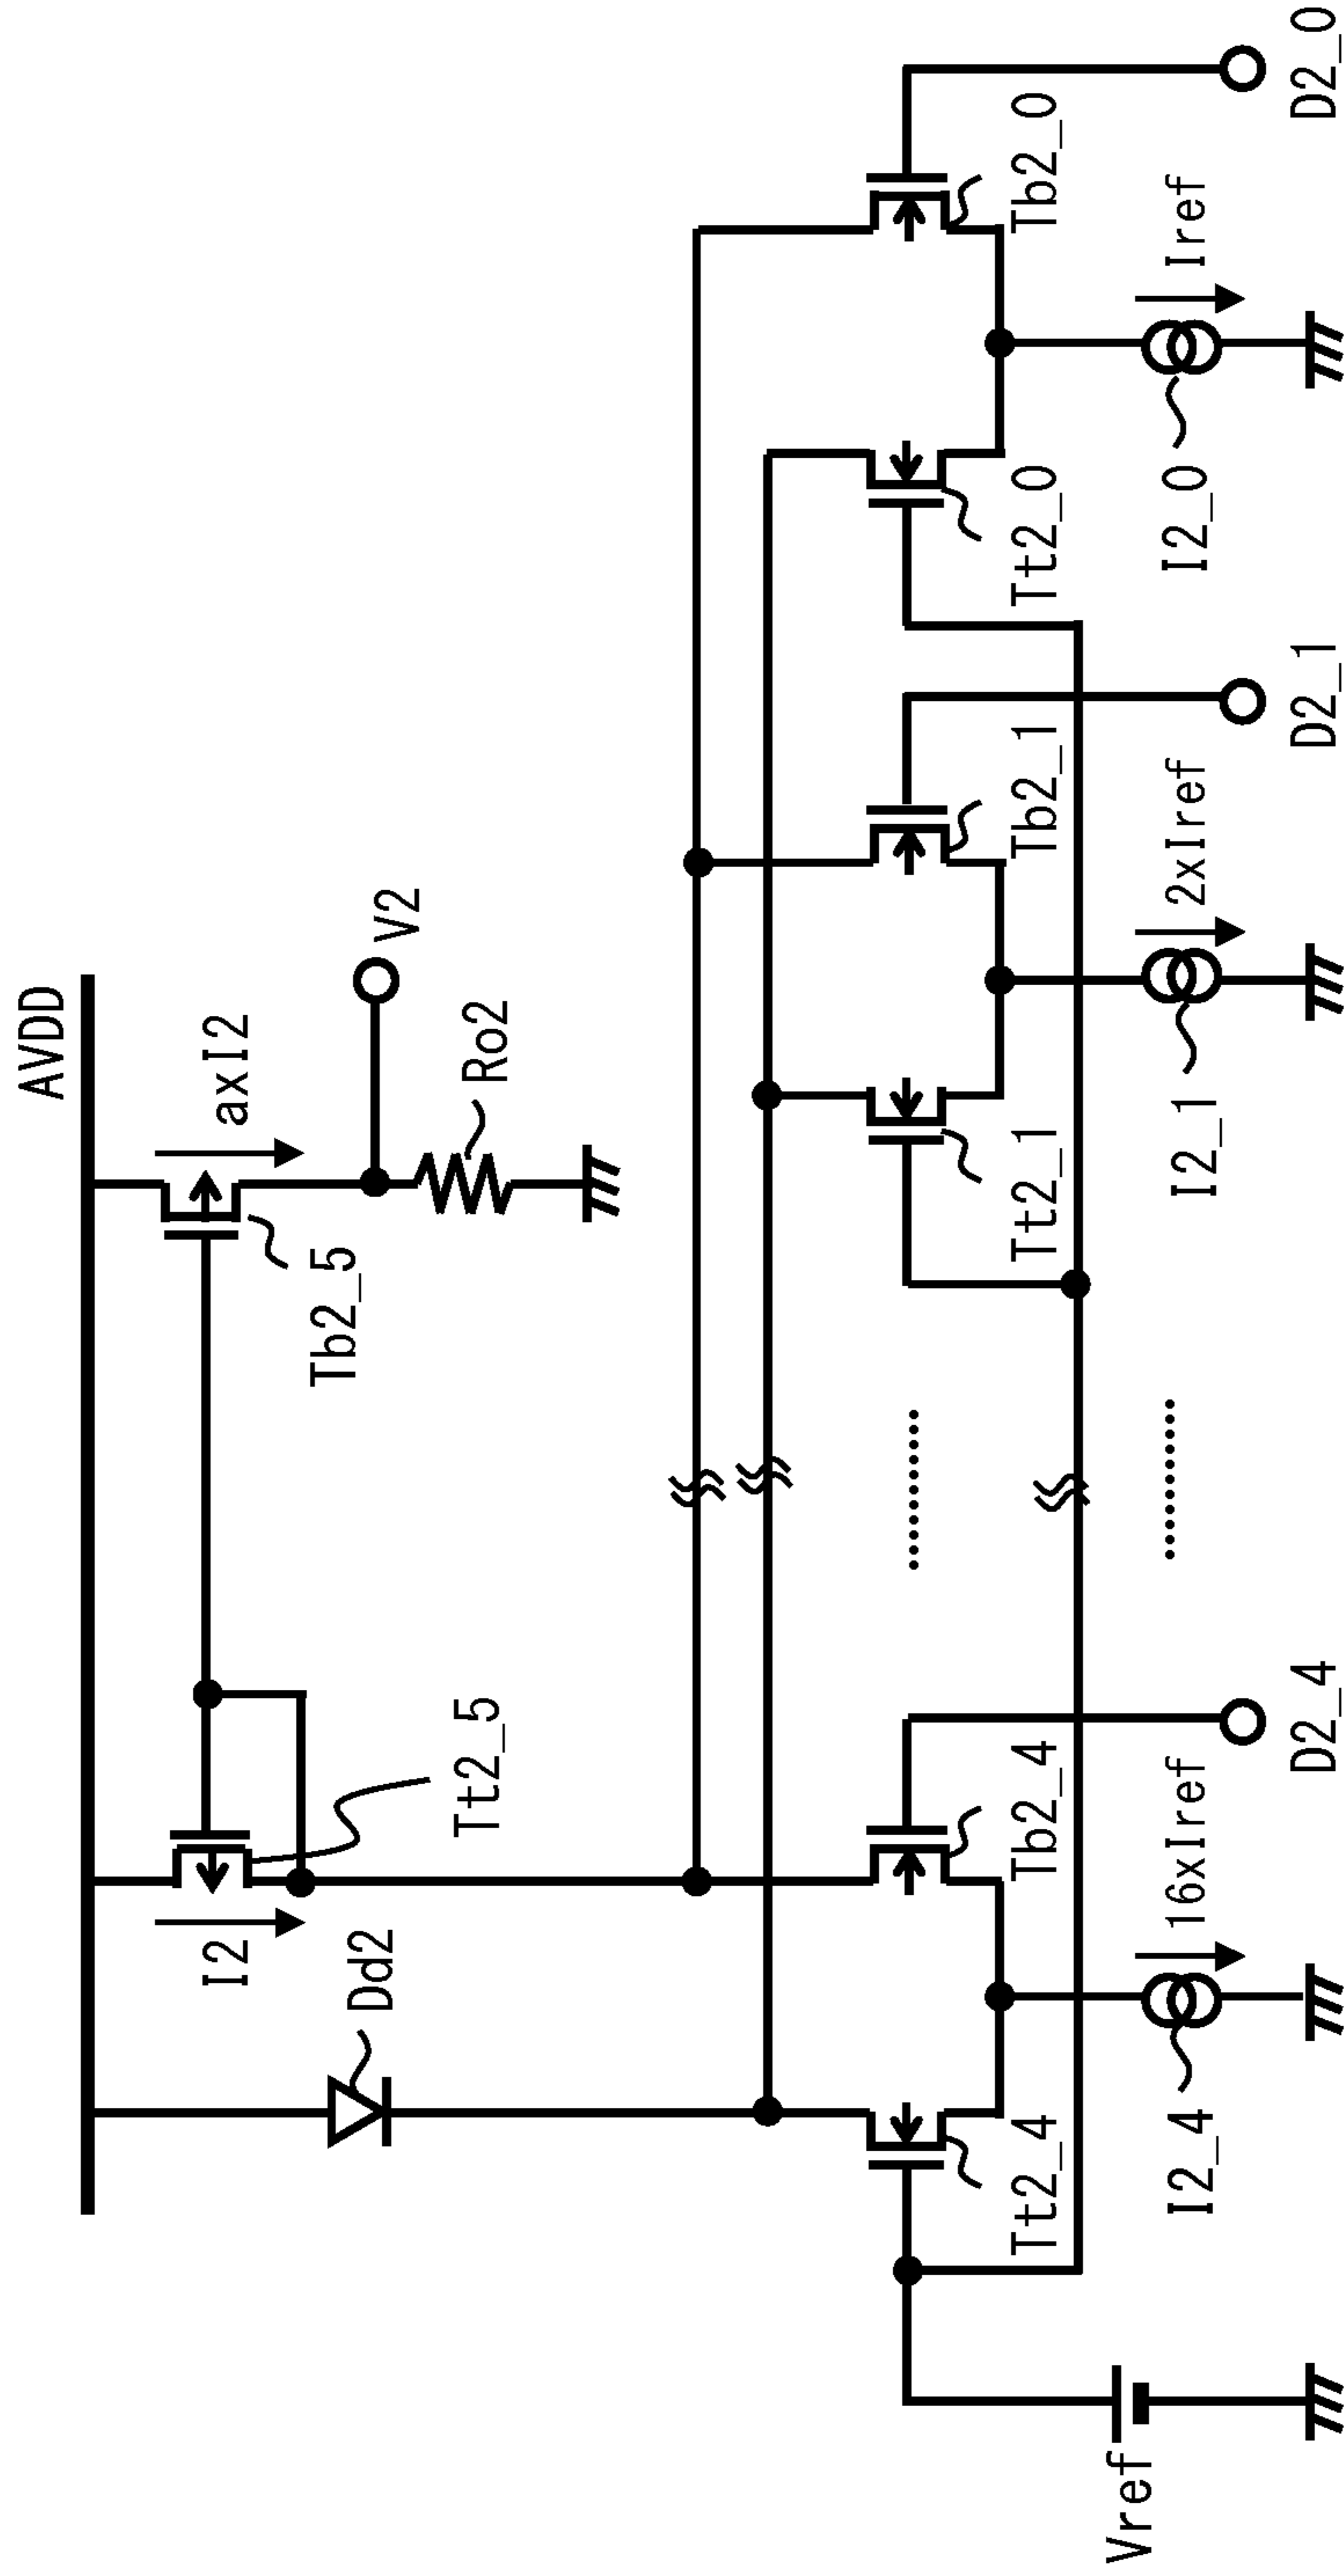 AVDD
I2
axI2
Tt2_5
Tb2_5
Dd2
V2
Ro2
Tt2_4
Tb2_4
Tt2_1
Tb2_1
Tt2_0
Tb2_0
Vref
I2_4
16xIref
I2_1
2xIref
I2_0
Iref
D2_4
D2_1
D2_0